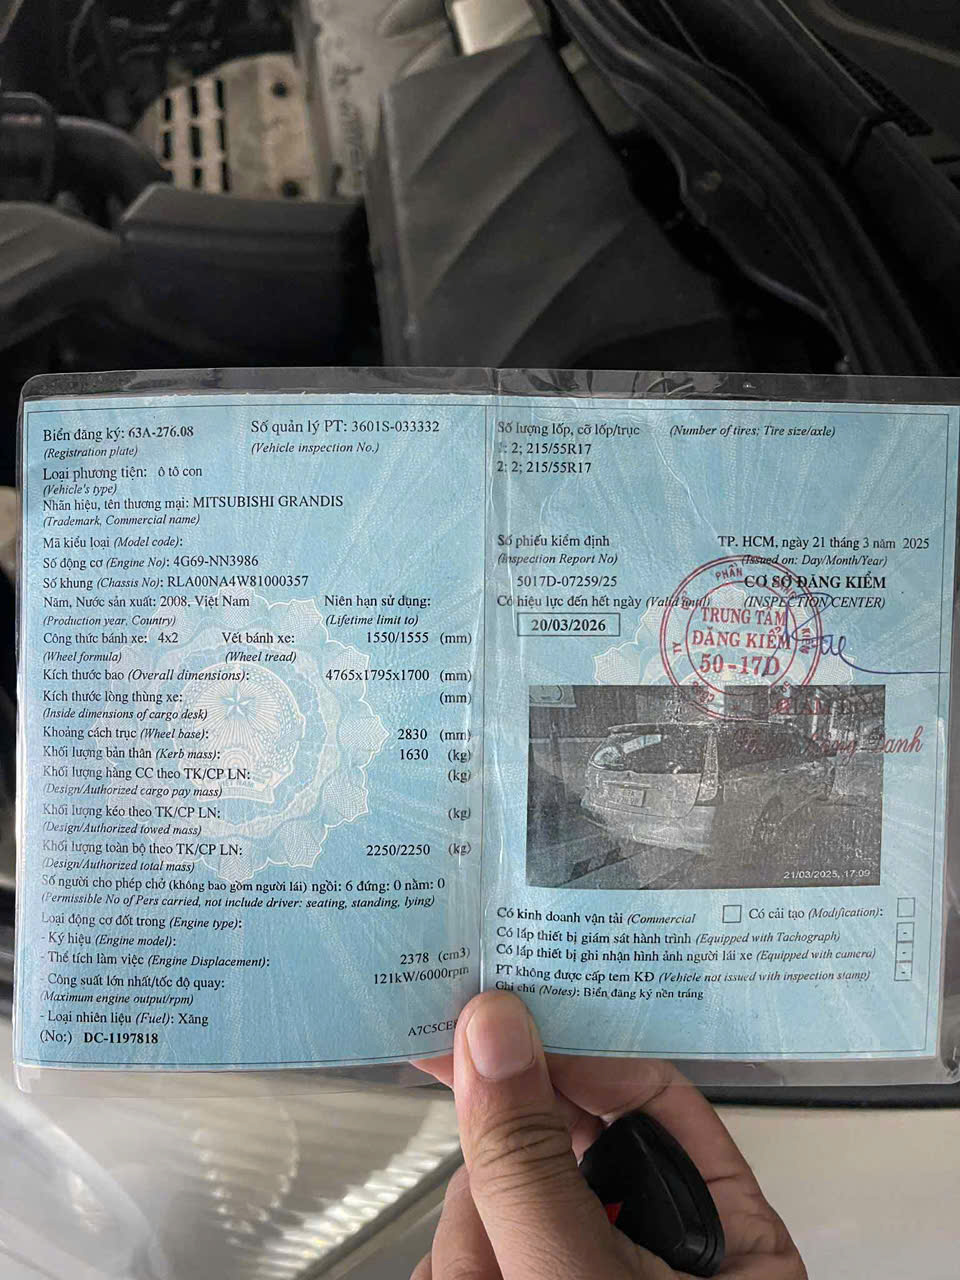 Biển đăng ký: 63A-276.08 Số quản lý PT: 3601S-033332
(Registration plate) (Vehicle inspection No.)
Loại phương tiện: ô tô con
(Vehicle's type)
Nhãn hiệu, tên thương mại: MITSUBISHI GRANDIS
(Trademark, Commercial name)
Mã kiểu loại (Model code):
Số động cơ (Engine No): 4G69-NN3986
Số khung (Chassis No): RLA00NA4W81000357
Năm, Nước sản xuất: 2008, Việt Nam Niên hạn sử dụng:
(Production year, Country) (Lifetime limit to)
Công thức bánh xe: 4x2 Vết bánh xe: 1550/1555 (mm)
(Wheel formula) (Wheel tread)
Kích thước bao (Overall dimensions): 4765x1795x1700 (mm)
Kích thước lòng thùng xe: (mm)
(Inside dimensions of cargo desk)
Khoảng cách trục (Wheel base): 2830 (mm)
Khối lượng bản thân (Kerb mass): 1630 (kg)
Khối lượng hàng CC theo TK/CP LN: (kg)
(Design/Authorized cargo pay mass)
Khối lượng kéo theo TK/CP LN: (kg)
(Design/Authorized towed mass)
Khối lượng toàn bộ theo TK/CP LN: 2250/2250 (kg)
(Design/Authorized total mass)
Số người cho phép chở (không bao gồm người lái) ngồi: 6 đứng: 0 nằm: 0
(Permissible No of Pers carried, not include driver: seating, standing, lying)
Loại động cơ đốt trong (Engine type):
- Ký hiệu (Engine model):
- Thể tích làm việc (Engine Displacement): 2378 (cm3)
- Công suất lớn nhất/tốc độ quay: 121kW/6000rpm
(Maximum engine output/rpm)
- Loại nhiên liệu (Fuel): Xăng
(No:) DC-1197818
Số lượng lốp, cỡ lốp/trục (Number of tires; Tire size/axle)
1: 2; 215/55R17
2: 2; 215/55R17
Số phiếu kiểm định TP. HCM, ngày 21 tháng 3 năm 2025
(Inspection Report No) (Issued on: Day/Month/Year)
5017D-07259/25 CƠ SỞ ĐĂNG KIỂM
Có hiệu lực đến hết ngày (Valid until) (INSPECTION CENTER)
20/03/2026
TRUNG TÂM
ĐĂNG KIỂM
50-17D
21/03/2025, 17:09
Có kinh doanh vận tải (Commercial Có cải tạo (Modification):
Có lắp thiết bị giám sát hành trình (Equipped with Tachograph) -
Có lắp thiết bị ghi nhận hình ảnh người lái xe (Equipped with camera) -
PT không được cấp tem KĐ (Vehicle not issued with inspection stamp) -
Ghi chú (Notes): Biển đăng ký nền trắng